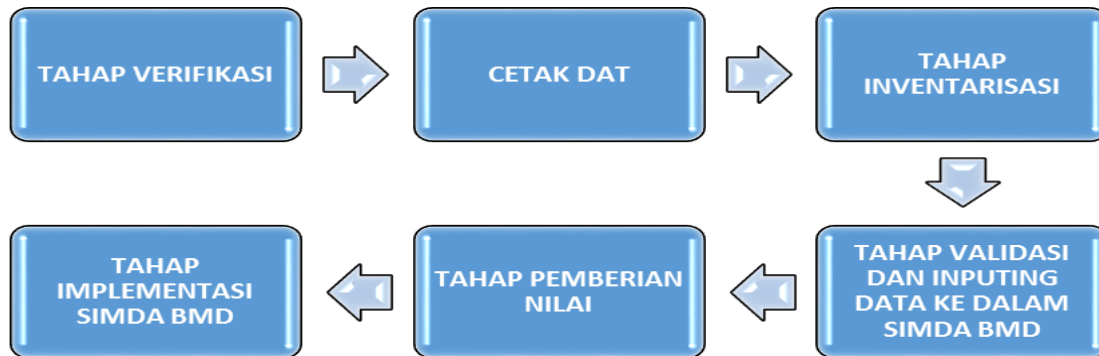 TAHAP VERIFIKASI
CETAK DAT
TAHAP
INVENTARISASI
TAHAP VALIDASI
DAN INPUTING
DATA KE DALAM
SIMDA BMD
TAHAP PEMBERIAN
NILAI
TAHAP
IMPLEMENTASI
SIMDA BMD